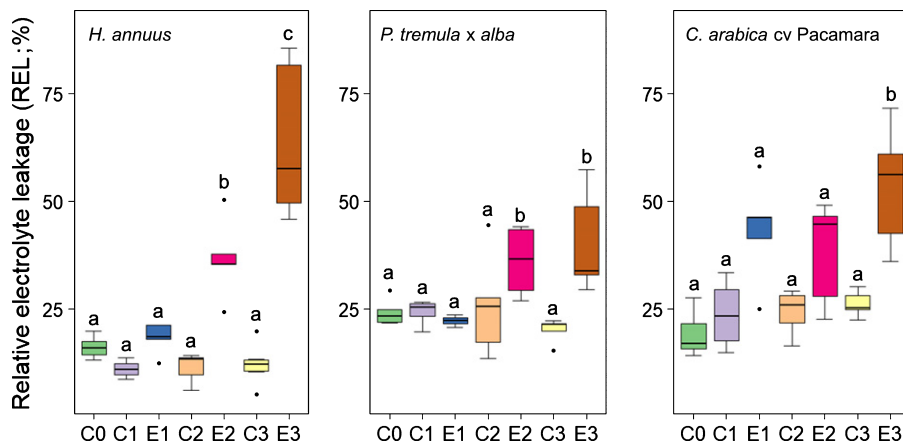 Relative electrolyte leakage (REL;%)
H. annuus
75
50
25
a
a
a
a
b
a
c
C0 C1 E1 C2 E2 C3 E3
P. tremula x alba
75
50
25
a
a
a
a
b
a
b
C0 C1 E1 C2 E2 C3 E3
C. arabica cv Pacamara
75
50
25
a
a
a
a
a
a
b
C0 C1 E1 C2 E2 C3 E3